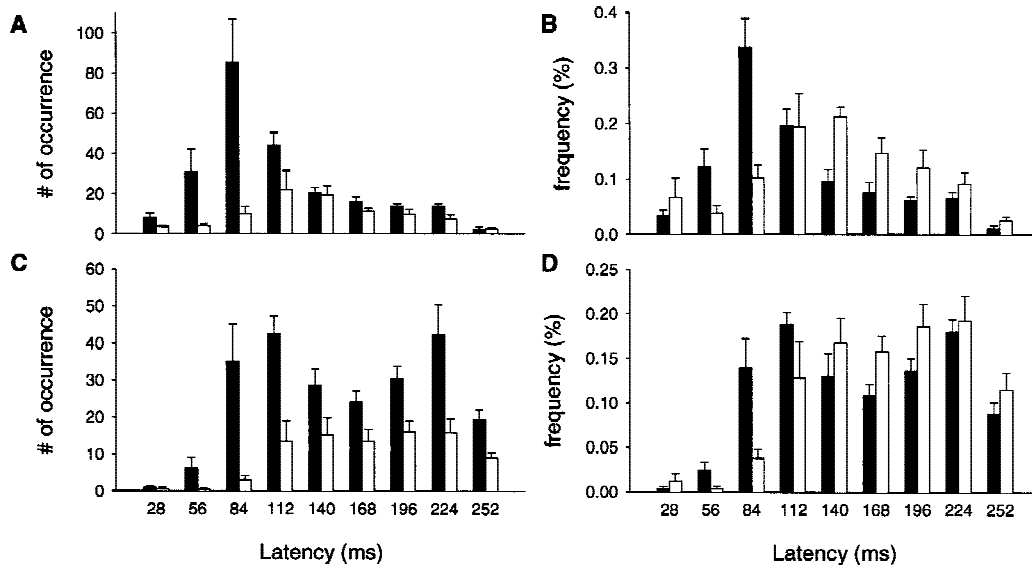 A
# of occurrence
100
80
60
40
20
0
B
frequency (%)
0.4
0.3
0.2
0.1
0.0
C
# of occurrence
60
50
40
30
20
10
0
28 56 84 112 140 168 196 224 252
Latency (ms)
D
frequency (%)
0.25
0.20
0.15
0.10
0.05
0.00
28 56 84 112 140 168 196 224 252
Latency (ms)